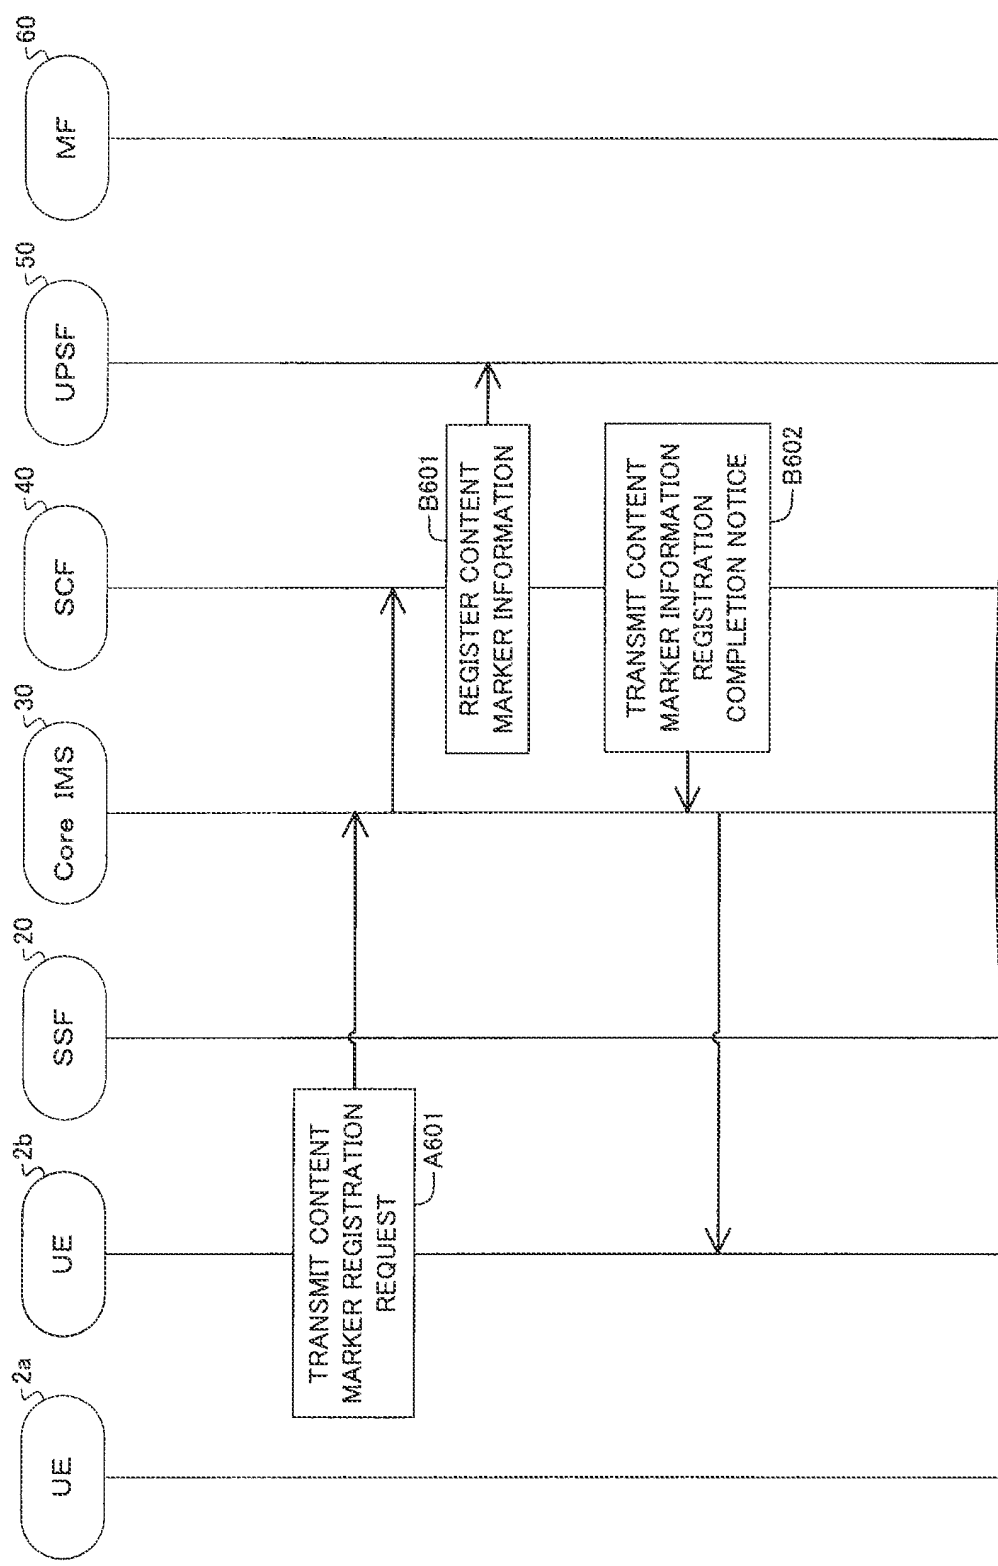 UE
2a
UE
2b
SSF
20
Core IMS
30
SCF
40
UPSF
50
MF
60
TRANSMIT CONTENT
MARKER REGISTRATION
REQUEST
A601
REGISTER CONTENT
MARKER INFORMATION
B601
TRANSMIT CONTENT
MARKER INFORMATION
REGISTRATION
COMPLETION NOTICE
B602